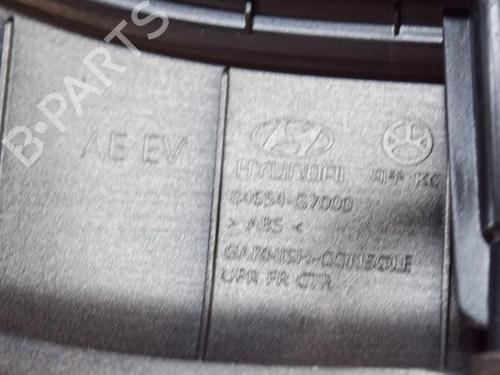 B-PARTS
AE EV
HYUNDAI
84654-G7000
> ABS <
GARNISH-CONSOLE
UPR FR CTR